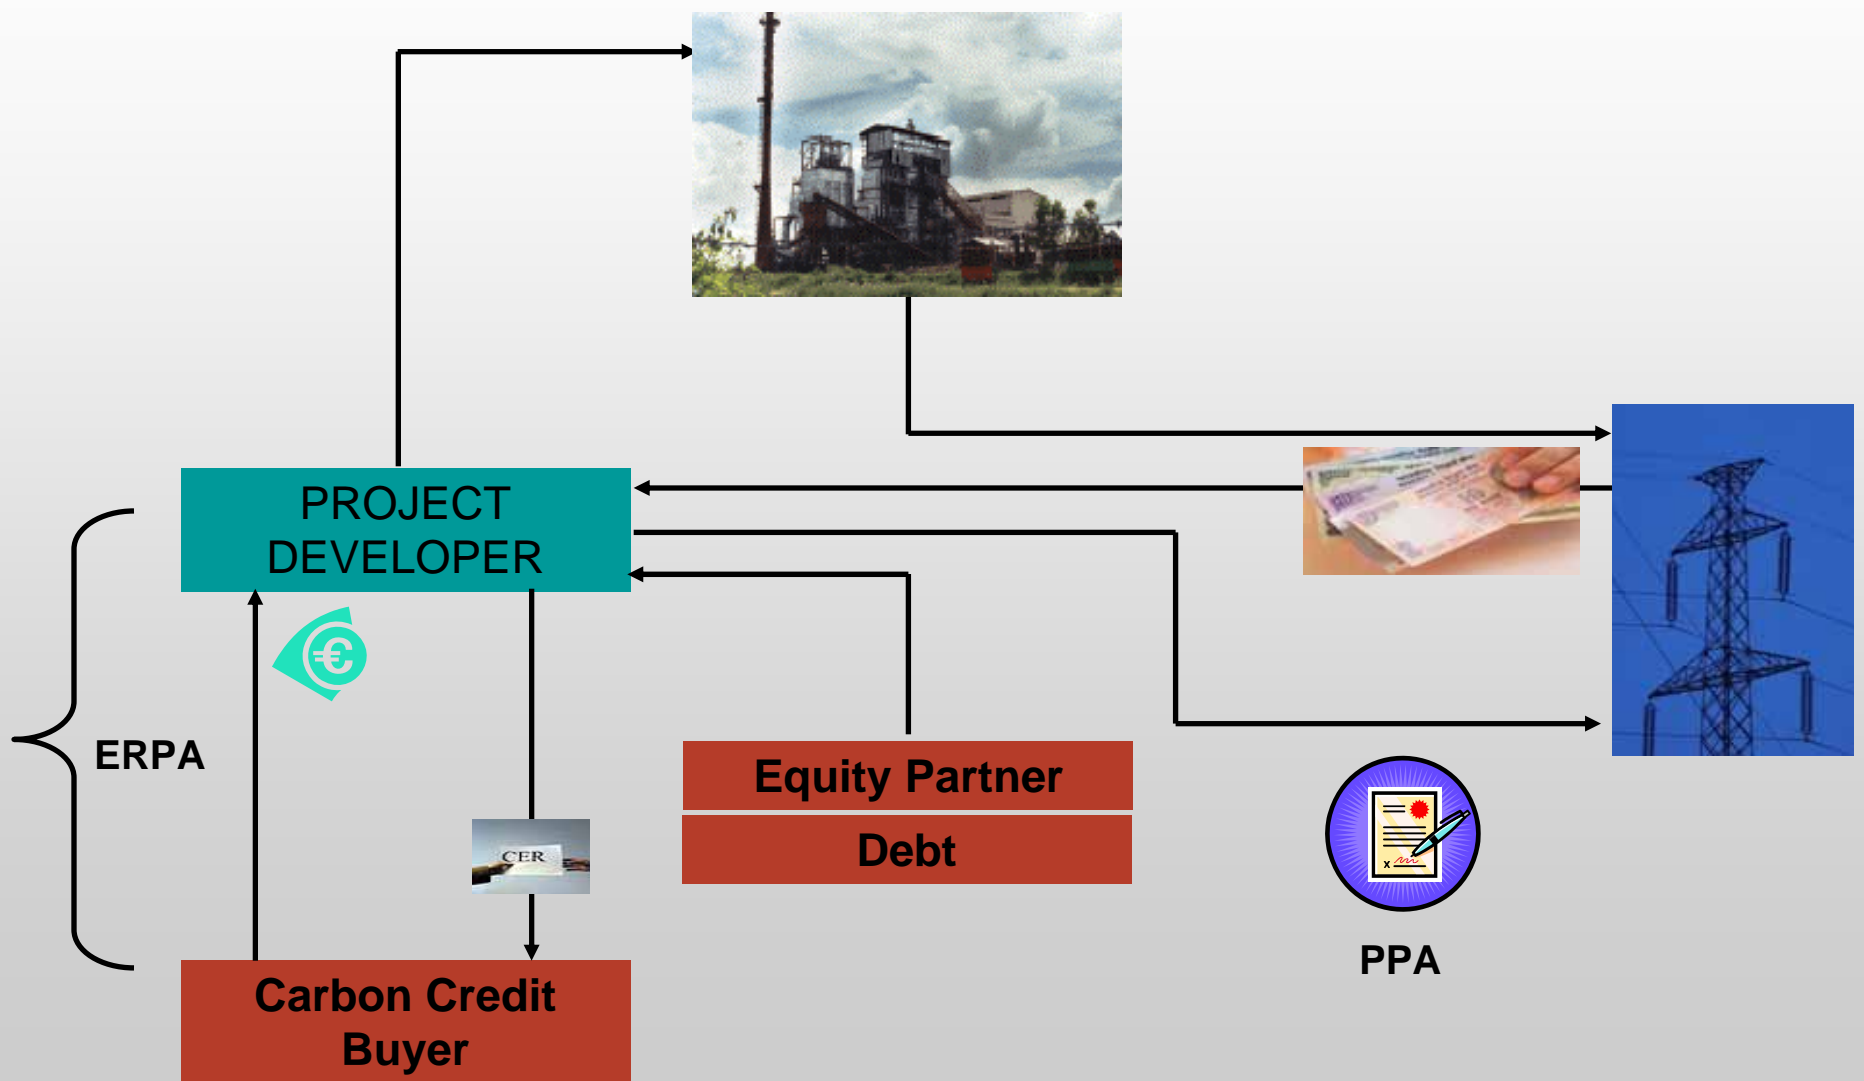 PROJECT
DEVELOPER
€
ERPA
Equity Partner
Debt
CER
x
PPA
Carbon Credit
Buyer